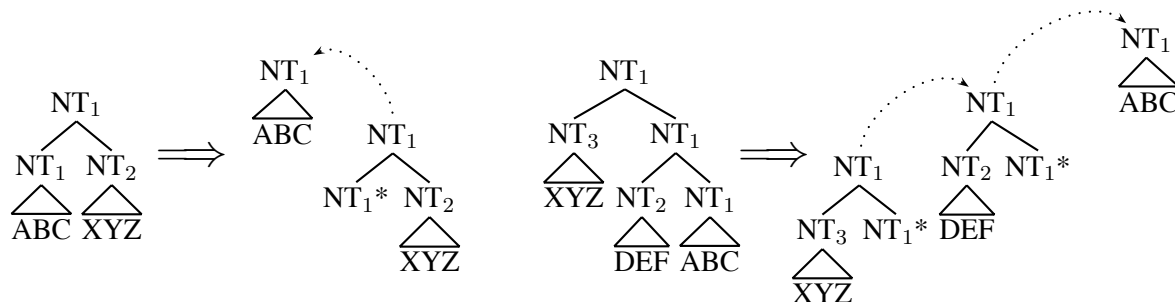 NT₁
NT₁ NT₂
ABC XYZ
⇒
NT₁
ABC
NT₁
NT₁* NT₂
XYZ
NT₁
NT₃ NT₁
XYZ NT₂ NT₁
DEF ABC
⇒
NT₁
NT₃ NT₁*
XYZ
NT₁
NT₂ NT₁*
DEF
NT₁
ABC